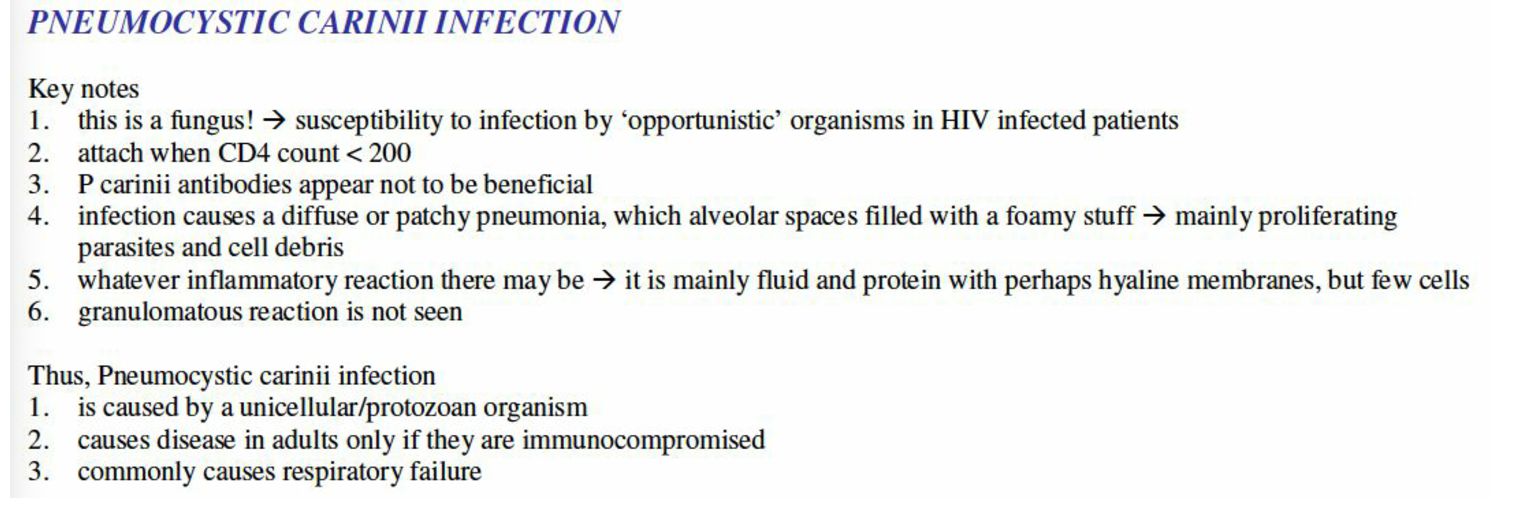 PNEUMOCYSTIC CARINII INFECTION
Key notes
1. this is a fungus! → susceptibility to infection by ‘opportunistic’ organisms in HIV infected patients
2. attach when CD4 count < 200
3. P carinii antibodies appear not to be beneficial
4. infection causes a diffuse or patchy pneumonia, which alveolar spaces filled with a foamy stuff → mainly proliferating
parasites and cell debris
5. whatever inflammatory reaction there may be → it is mainly fluid and protein with perhaps hyaline membranes, but few cells
6. granulomatous reaction is not seen
Thus, Pneumocystic carinii infection
1. is caused by a unicellular/protozoan organism
2. causes disease in adults only if they are immunocompromised
3. commonly causes respiratory failure